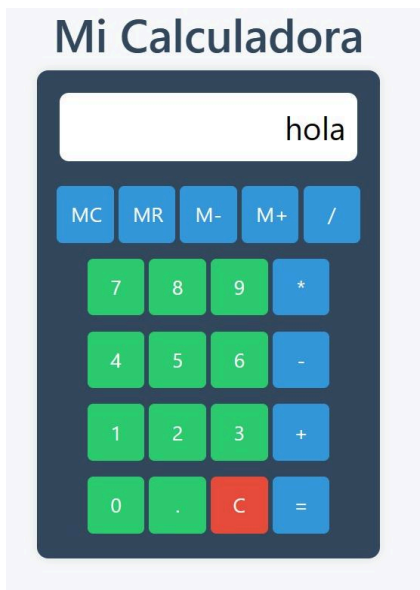 Mi Calculadora
hola
MC MR M- M+ /
7 8 9 *
4 5 6 -
1 2 3 +
0 . C =